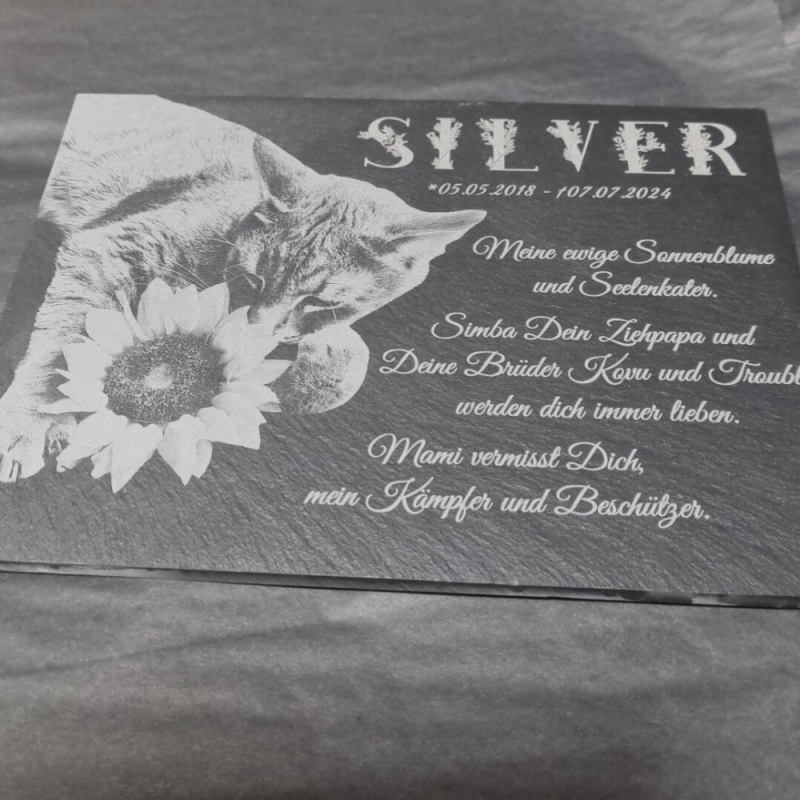 SILVER
*05.05.2018 - †07.07.2024
Meine ewige Sonnenblume
und Seelenkater.
Simba Dein Ziehpapa und
Deine Brüder Kovu und Troubl
werden dich immer lieben.
Mami vermisst Dich,
mein Kämpfer und Beschützer.